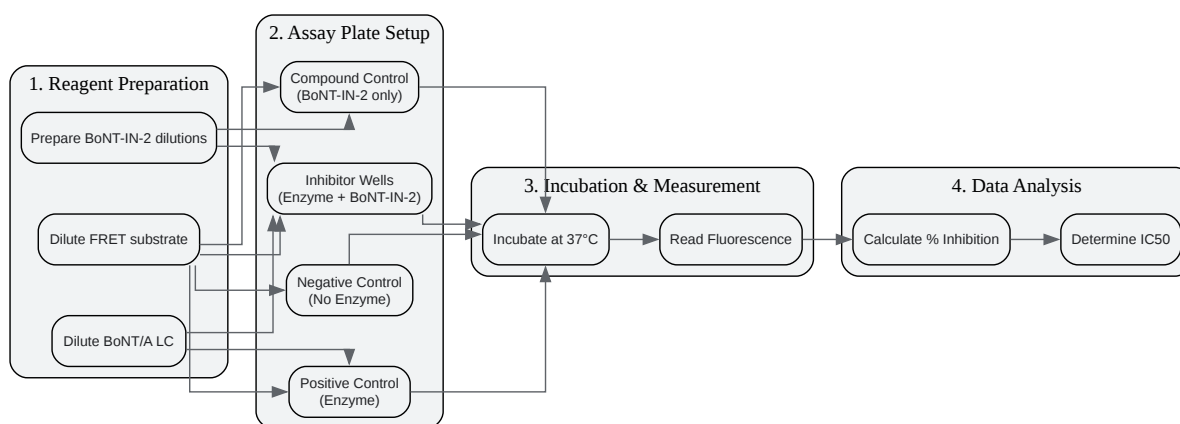 1. Reagent Preparation
Prepare BoNT-IN-2 dilutions
Dilute FRET substrate
Dilute BoNT/A LC
2. Assay Plate Setup
Compound Control
(BoNT-IN-2 only)
Inhibitor Wells
(Enzyme + BoNT-IN-2)
Negative Control
(No Enzyme)
Positive Control
(Enzyme)
3. Incubation & Measurement
Incubate at 37°C
Read Fluorescence
4. Data Analysis
Calculate % Inhibition
Determine IC50